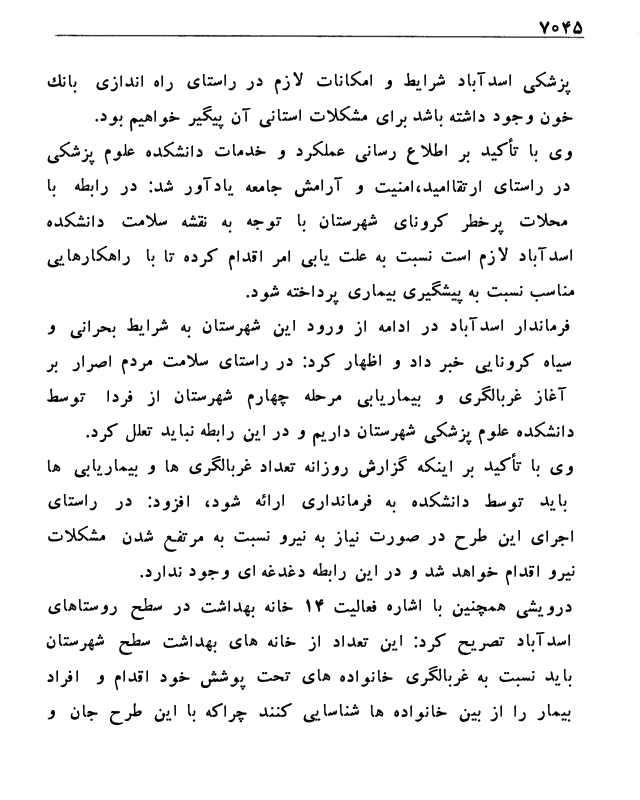 ۷۰۴۵
پزشکی اسدآباد شرایط و امکانات لازم در راستای راه اندازی بانك
خون وجود داشته باشد برای مشکلات استانی آن پیگیر خواهیم بود.
وی با تأکید بر اطلاع رسانی عملکرد و خدمات دانشکده علوم پزشکی
در راستای ارتقاامید،امنیت و آرامش جامعه یادآور شد: در رابطه با
محلات پرخطر کرونای شهرستان با توجه به نقشه سلامت دانشکده
اسدآباد لازم است نسبت به علت یابی امر اقدام کرده تا با راهکارهایی
مناسب نسبت به پیشگیری بیماری پرداخته شود.
فرماندار اسدآباد در ادامه از ورود این شهرستان به شرایط بحرانی و
سیاه کرونایی خبر داد و اظهار کرد: در راستای سلامت مردم اصرار بر
آغاز غربالگری و بیماریابی مرحله چهارم شهرستان از فردا توسط
دانشکده علوم پزشکی شهرستان داریم و در این رابطه نباید تعلل کرد.
وی با تأکید بر اینکه گزارش روزانه تعداد غربالگری ها و بیماریابی ها
باید توسط دانشکده به فرمانداری ارائه شود، افزود: در راستای
اجرای این طرح در صورت نیاز به نیرو نسبت به مرتفع شدن مشکلات
نیرو اقدام خواهد شد و در این رابطه دغدغه ای وجود ندارد.
درویشی همچنین با اشاره فعالیت ۱۴ خانه بهداشت در سطح روستاهای
اسدآباد تصریح کرد: این تعداد از خانه های بهداشت سطح شهرستان
باید نسبت به غربالگری خانواده های تحت پوشش خود اقدام و افراد
بیمار را از بین خانواده ها شناسایی کنند چراکه با این طرح جان و